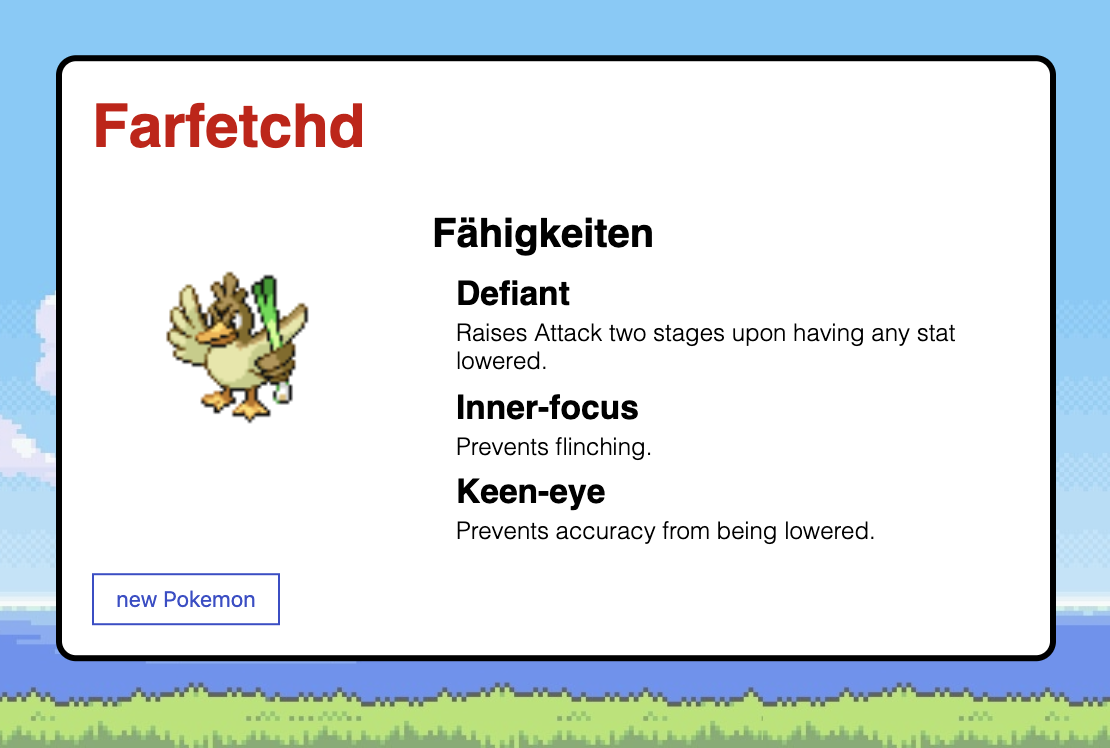 Farfetchd
Fähigkeiten
Defiant
Raises Attack two stages upon having any stat
lowered.
Inner-focus
Prevents flinching.
Keen-eye
Prevents accuracy from being lowered.
new Pokemon